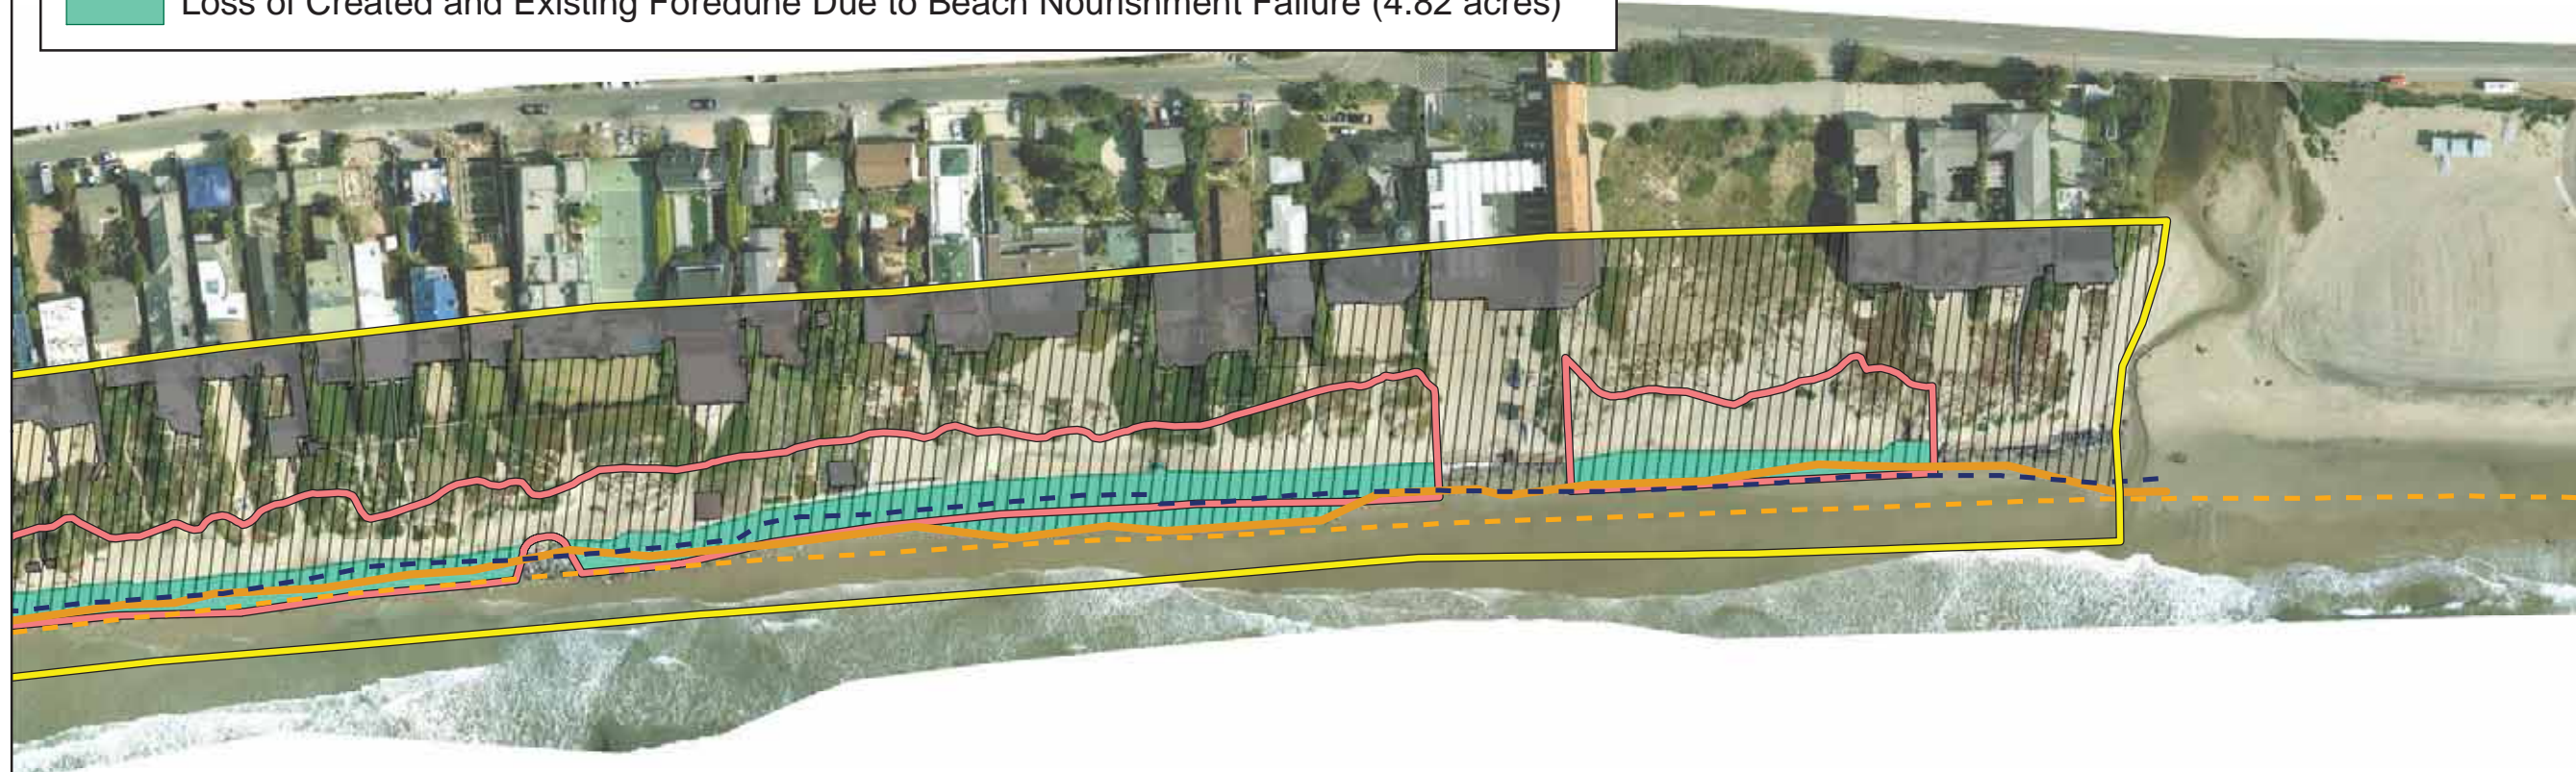 Loss of Created and Existing Foredune Due to Beach Nourishment Failure (4.82 acres)